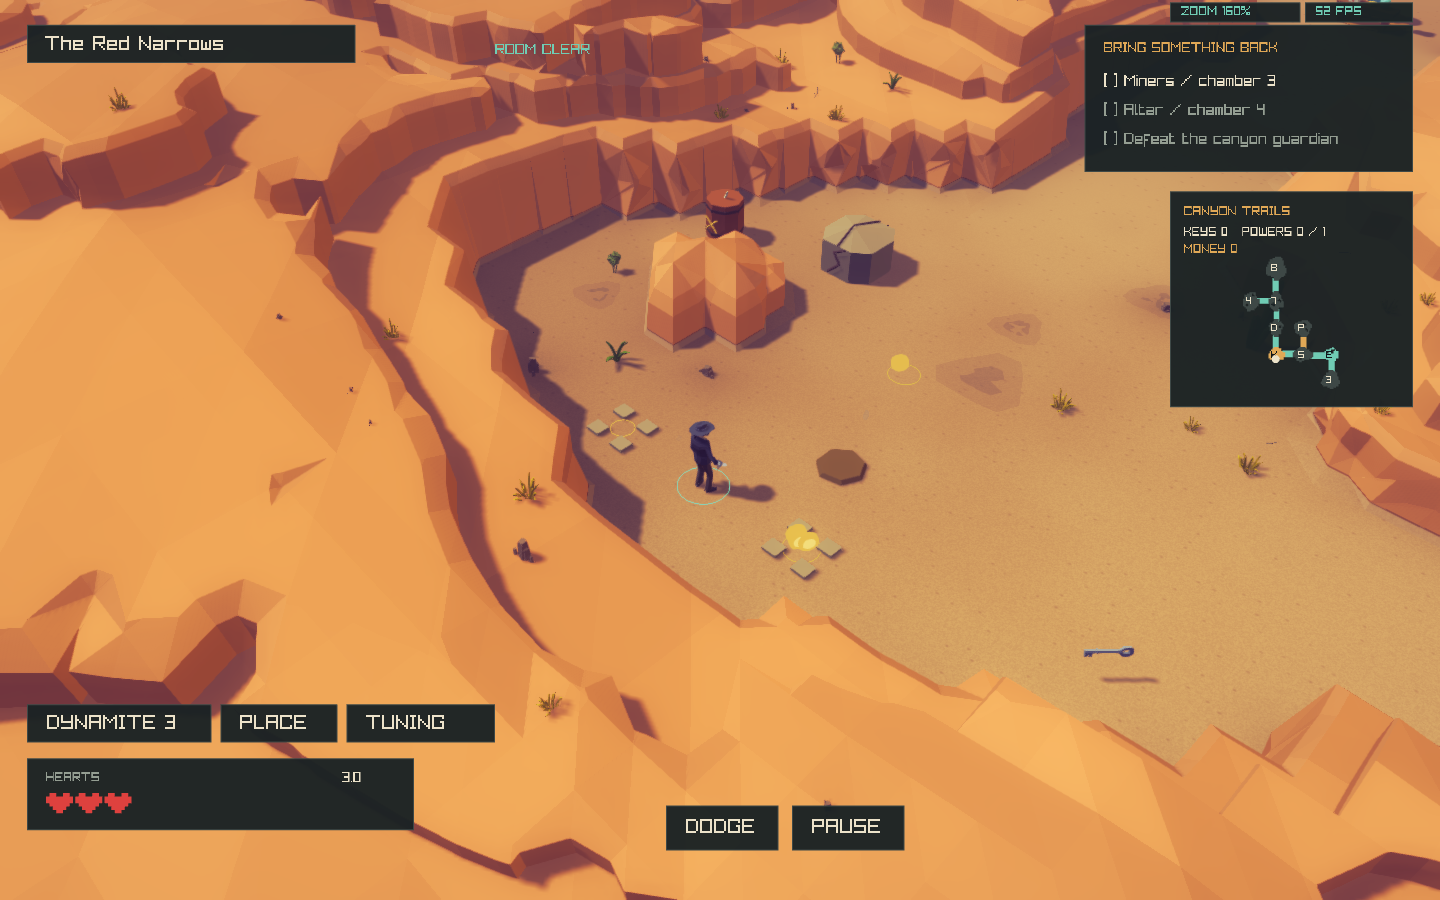 ZOOM 160%
52 FPS
The Red Narrows
ROOM CLEAR
BRING SOMETHING BACK
[ ] Miners / chamber 3
[ ] Altar / chamber 4
[ ] Defeat the canyon guardian
CANYON TRAILS
KEYS 0 POWERS 0 / 1
MONEY 0
B
4
D P
S
3
DYNAMITE 3
PLACE
TUNING
HEARTS
3.0
DODGE
PAUSE